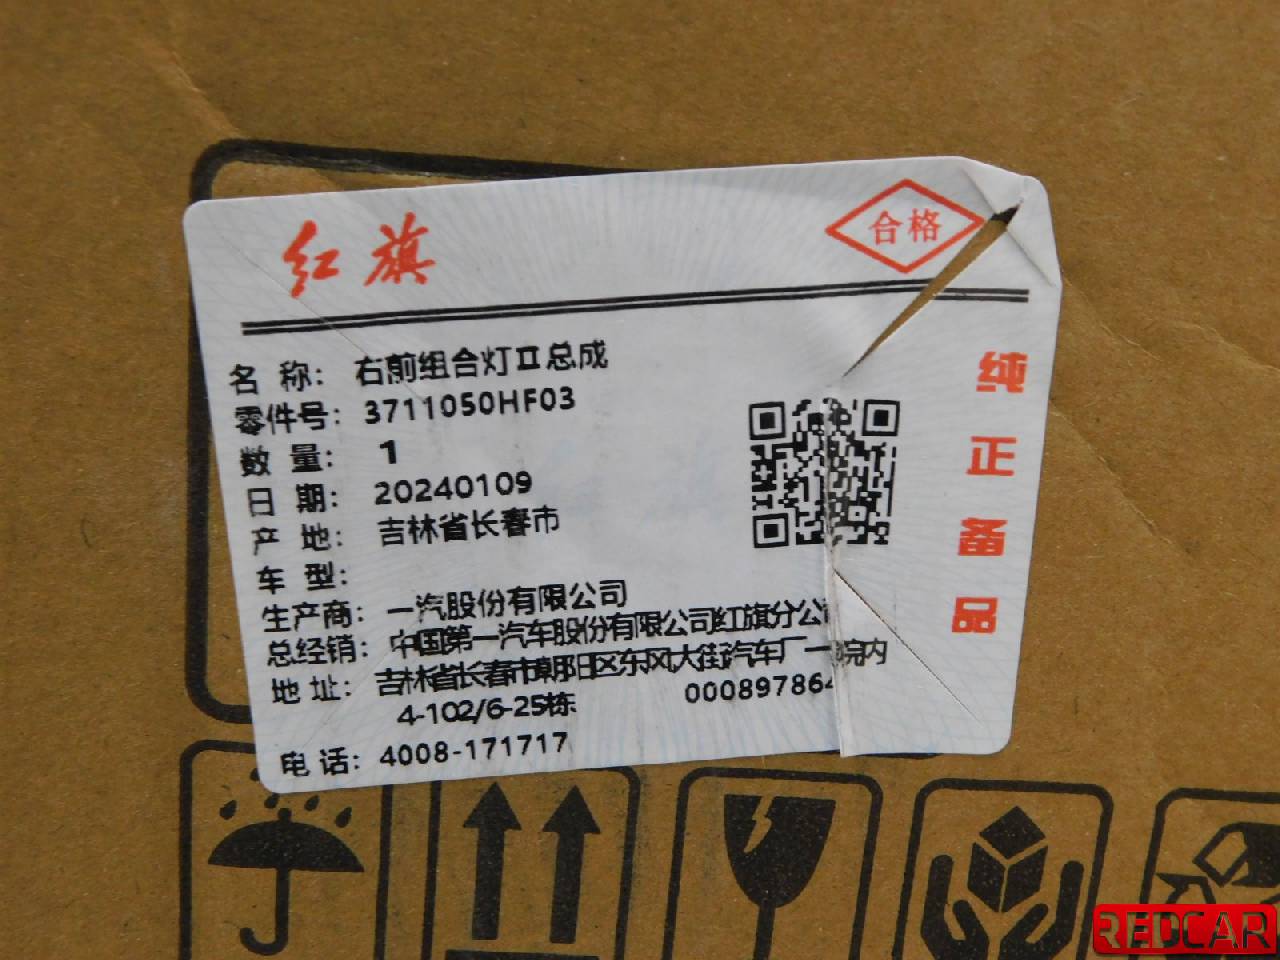 红旗
合格
名称: 右前组合灯II总成
零件号: 3711050HF03
数量: 1
日期: 20240109
产地: 吉林省长春市
车型:
生产商: 一汽股份有限公司
总经销: 中国第一汽车股份有限公司红旗分公司
地址: 吉林省长春市朝阳区东风大街汽车厂一院内
4-102/6-25栋
000897864
电话: 4008-171717
纯正备品
REDCAR